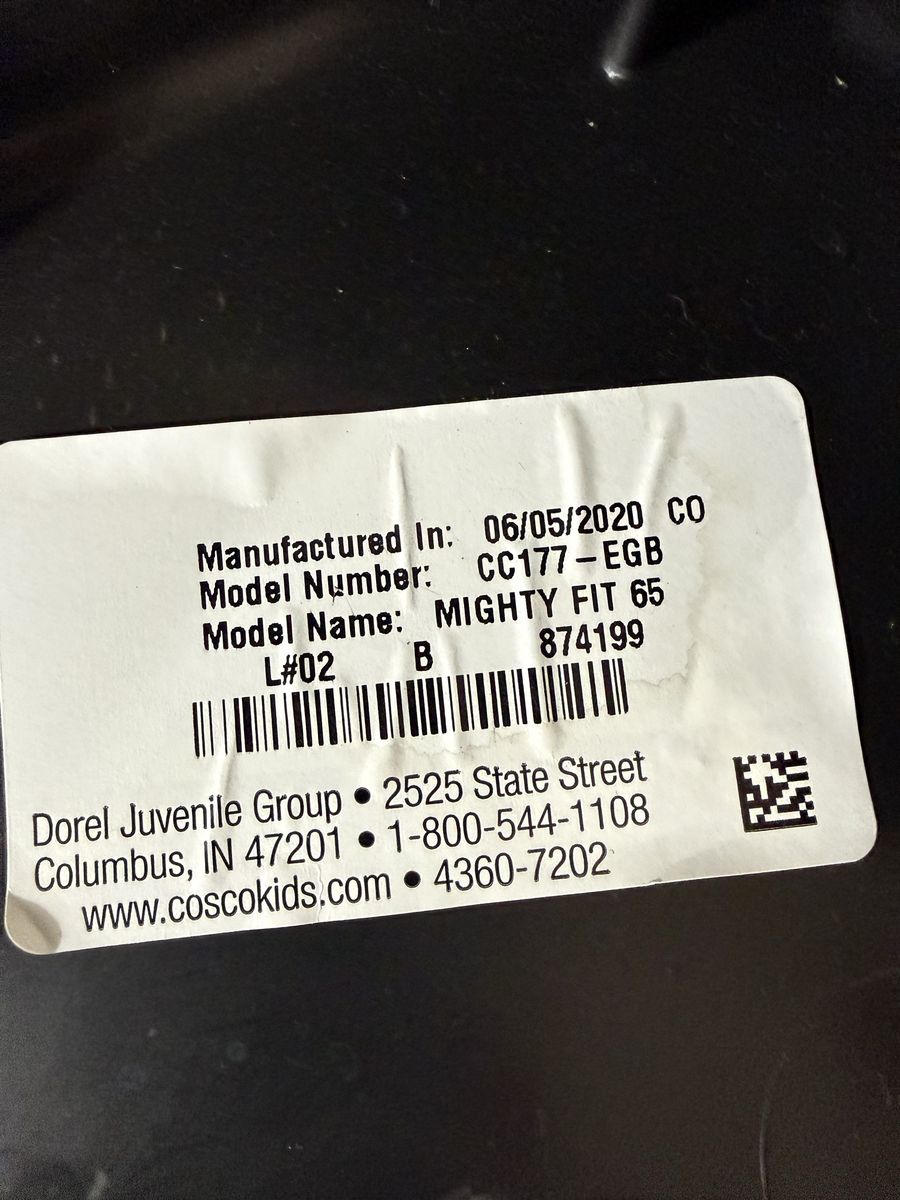 Manufactured In: 06/05/2020 CO
Model Number: CC177-EGB
Model Name: MIGHTY FIT 65
L#02 B 874199
Dorel Juvenile Group • 2525 State Street
Columbus, IN 47201 • 1-800-544-1108
www.coscokids.com • 4360-7202